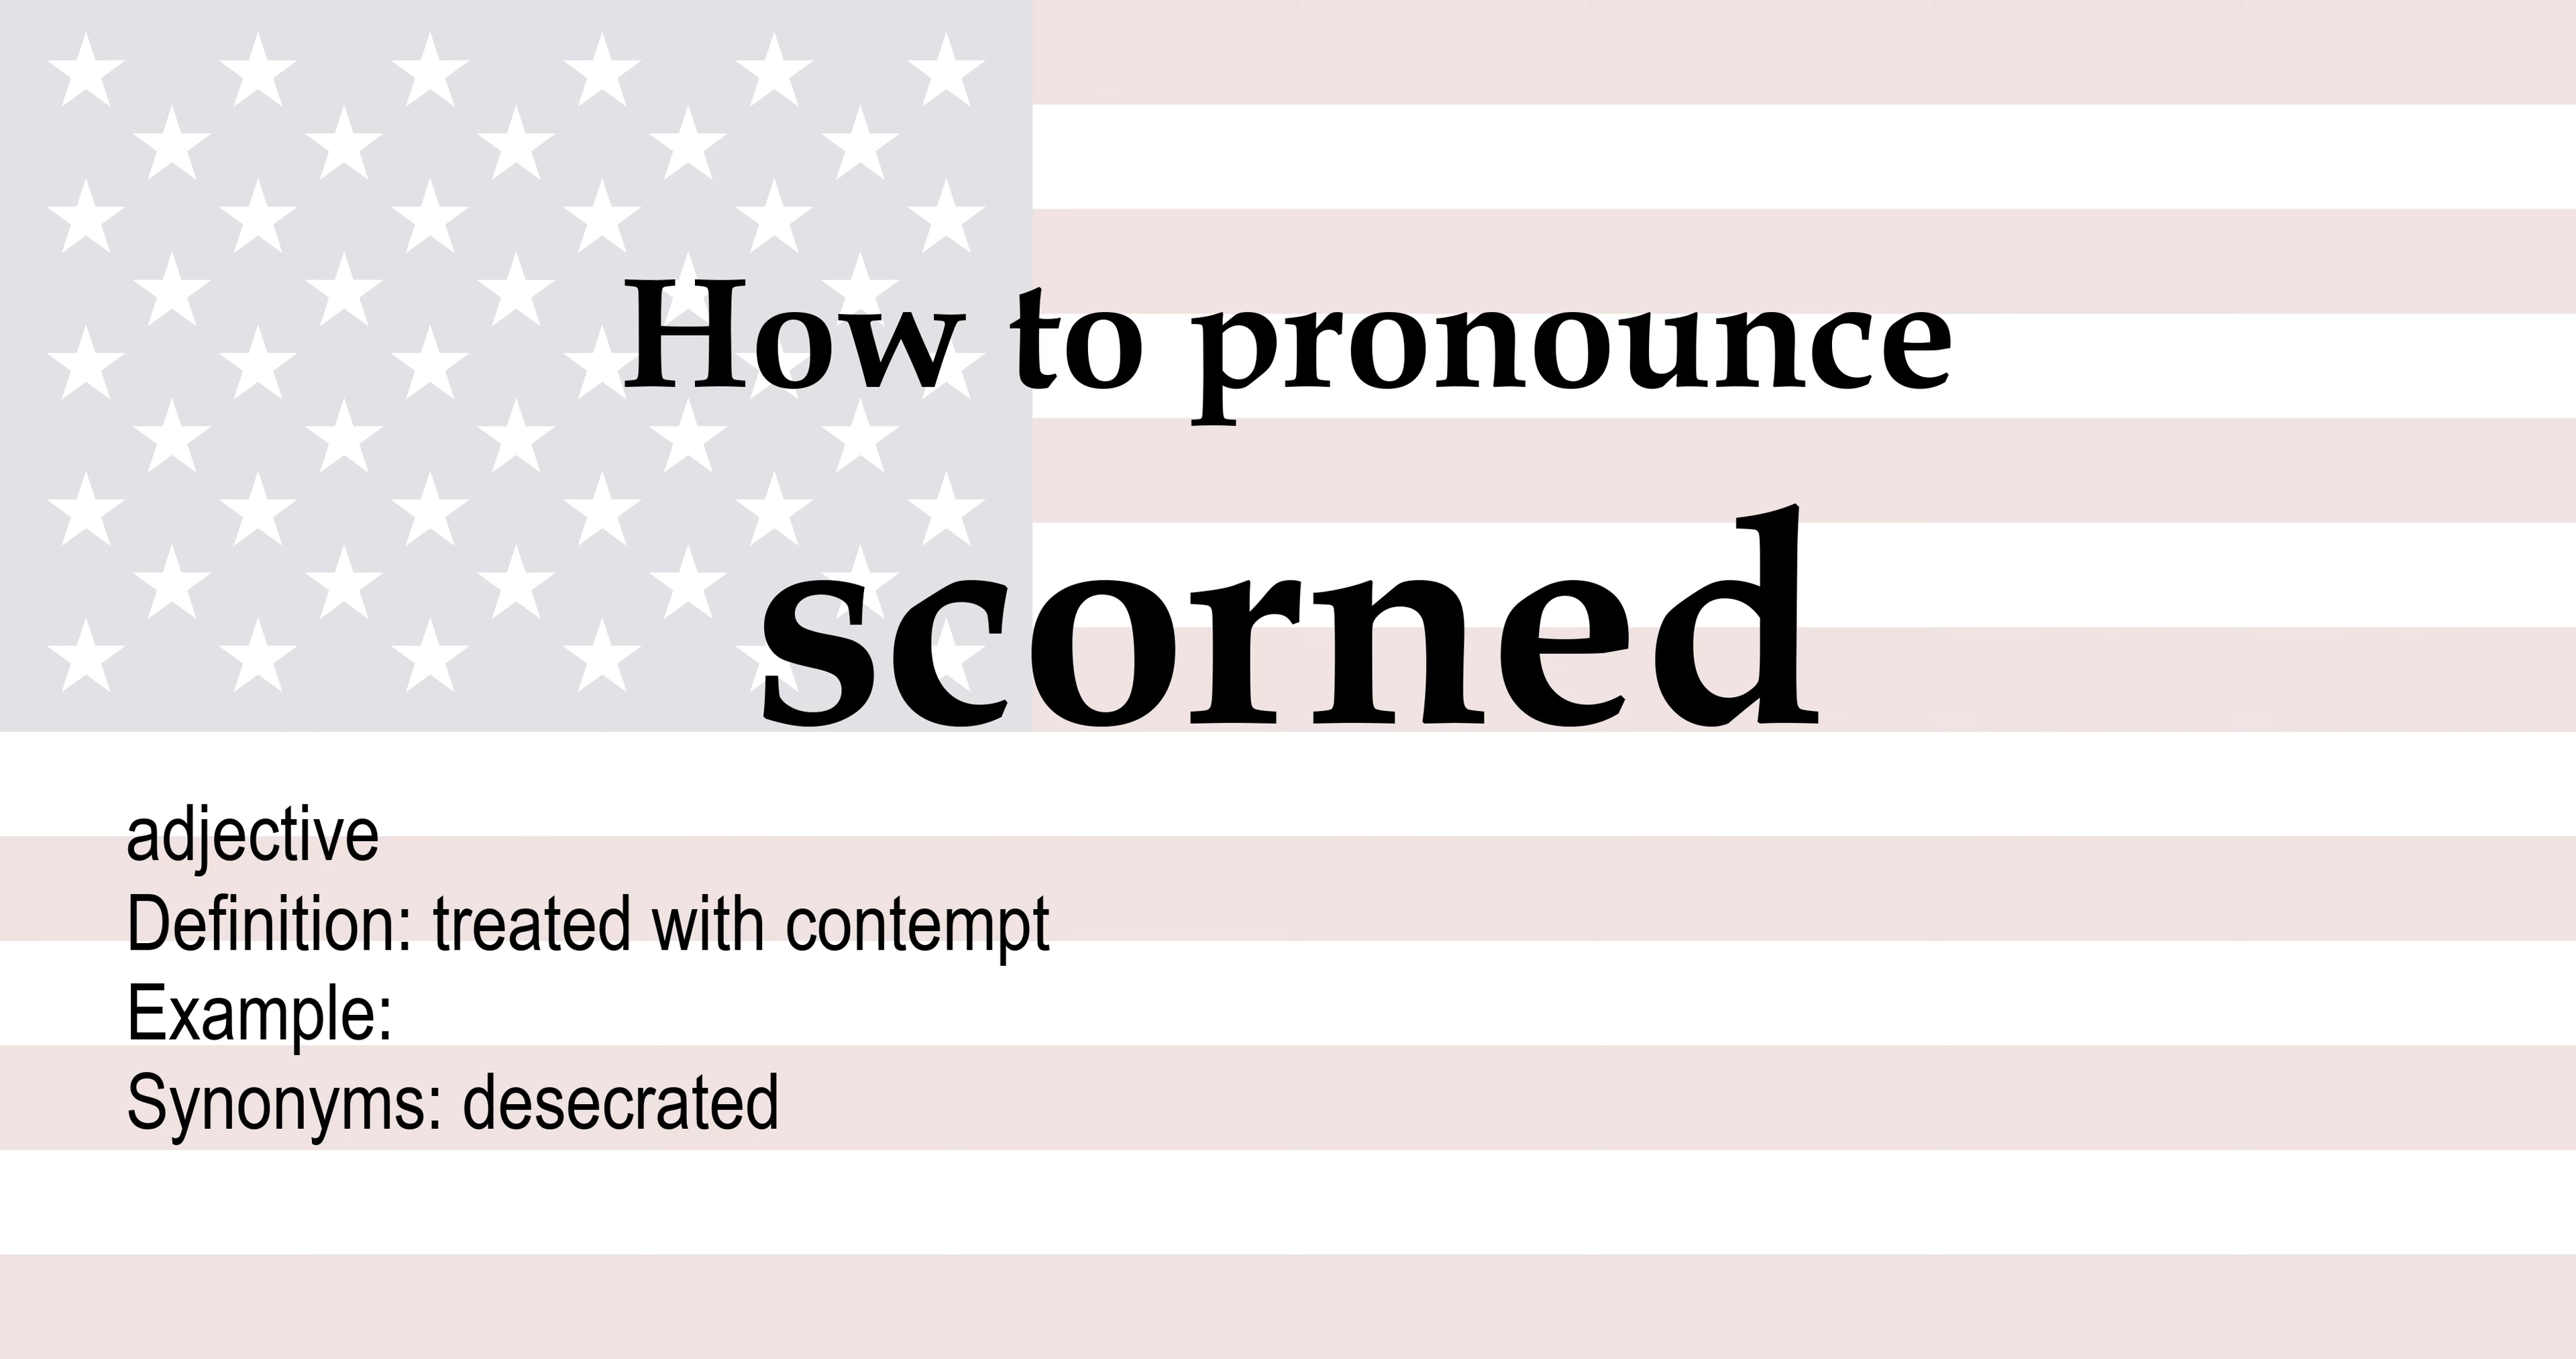 How to pronounce
scorned
adjective
Definition: treated with contempt
Example:
Synonyms: desecrated